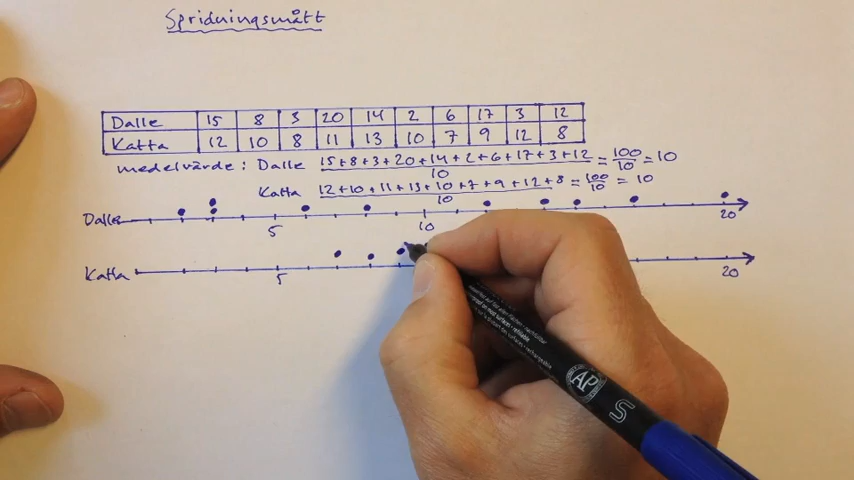 Spridningsmått
Dalle 15 8 3 20 14 2 6 17 3 12
Katta 12 10 8 11 13 10 7 9 12 8
medelvärde: Dalle 15+8+3+20+14+2+6+17+3+12 / 10 = 100/10 = 10
Katta 12+10+11+13+10+7+9+12+8 / 10 = 100/10 = 10
Dalle 5 10 20
Katta 5 20
AP
S